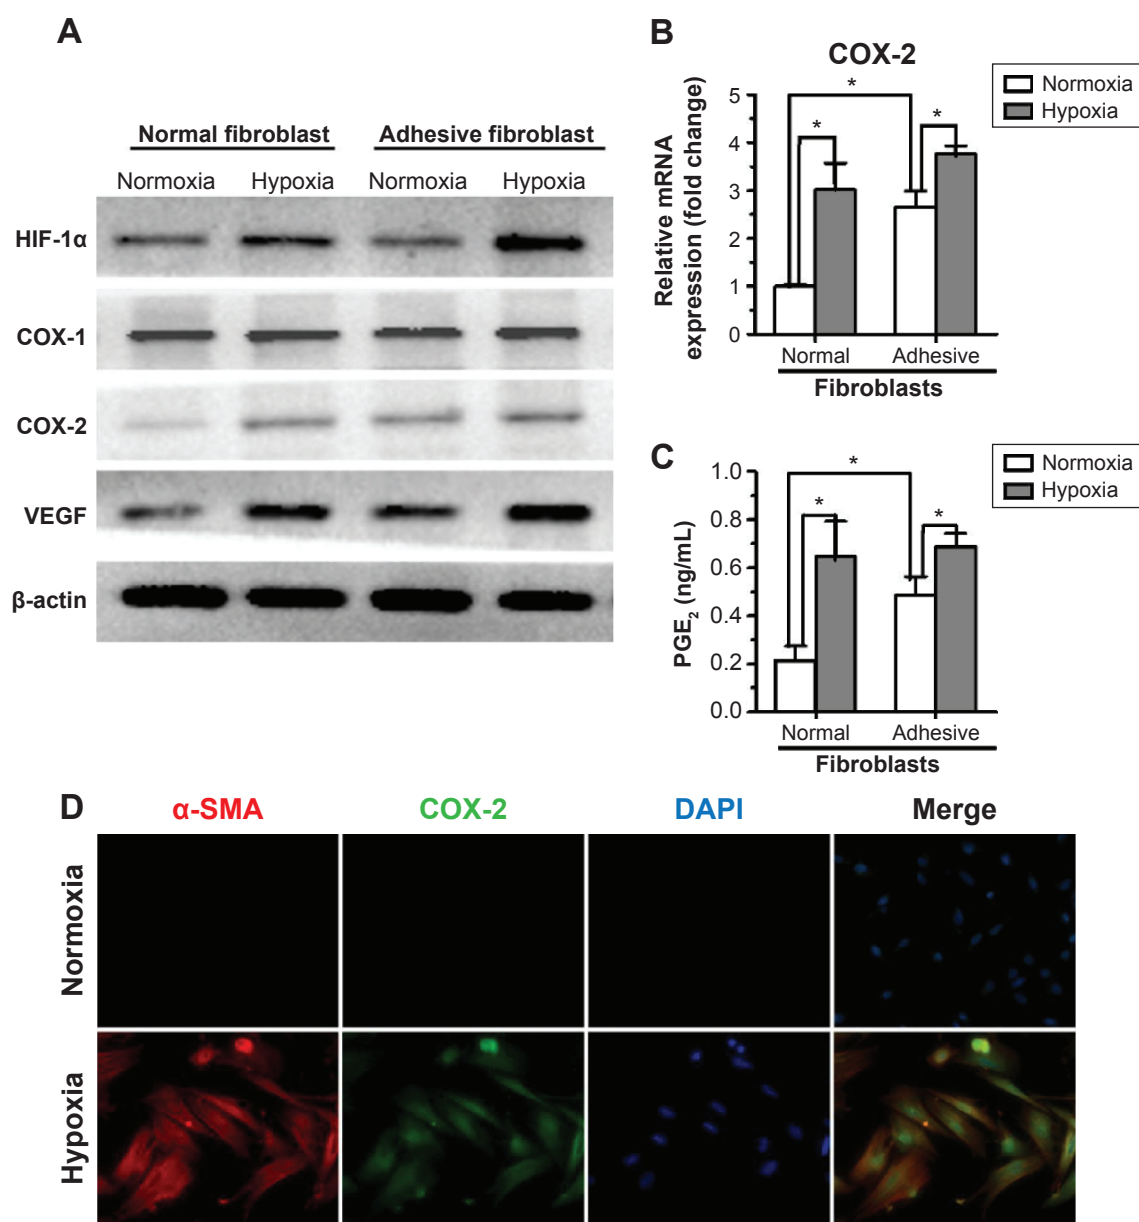 A
Normal fibroblast Adhesive fibroblast
Normoxia Hypoxia Normoxia Hypoxia
HIF-1α
COX-1
COX-2
VEGF
β-actin
B
COX-2
Normoxia
Hypoxia
Relative mRNA
expression (fold change)
5
4
3
2
1
0
* * *
Normal Adhesive
Fibroblasts
C
Normoxia
Hypoxia
PGE₂ (ng/mL)
1.0
0.8
0.6
0.4
0.2
0.0
* * *
Normal Adhesive
Fibroblasts
D
α-SMA COX-2 DAPI Merge
Normoxia
Hypoxia